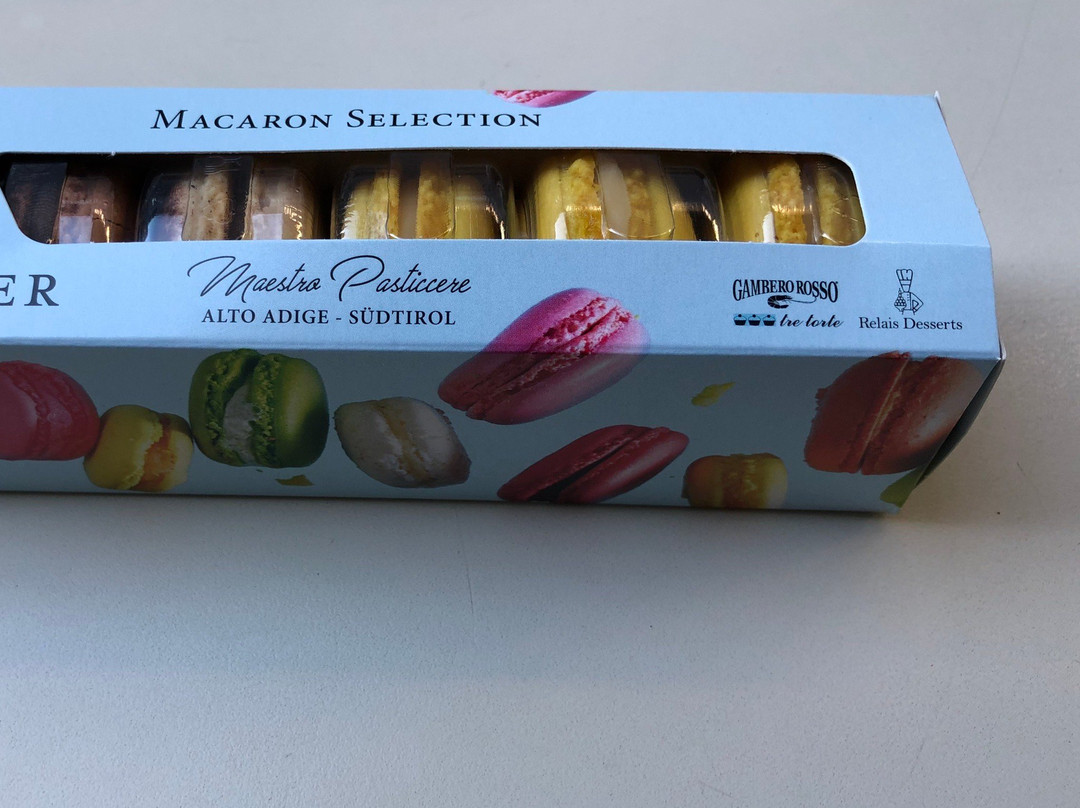 MACARON SELECTION
ER
Maestro Pasticcere
ALTO ADIGE - SÜDTIROL
GAMBERO ROSSO
tre torte
Relais Desserts